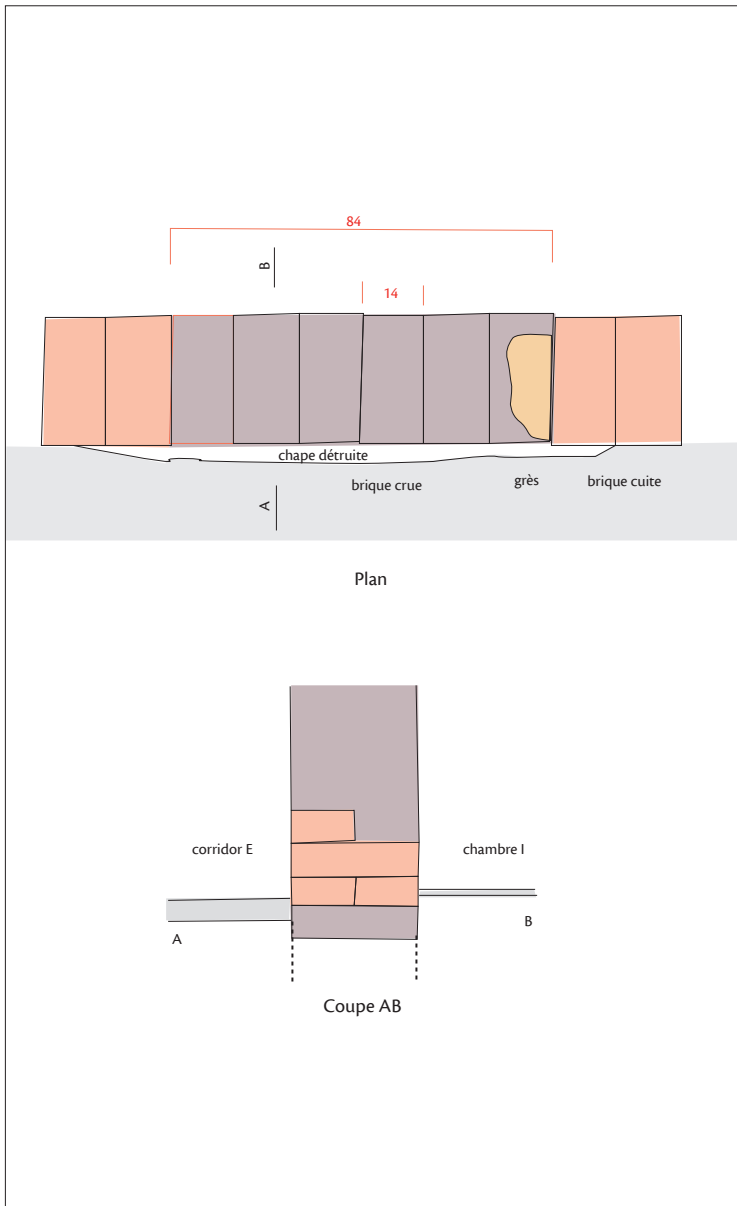 84
B
14
chape détruite
brique crue
grès
brique cuite
A
Plan
corridor E
chambre I
A
B
Coupe AB